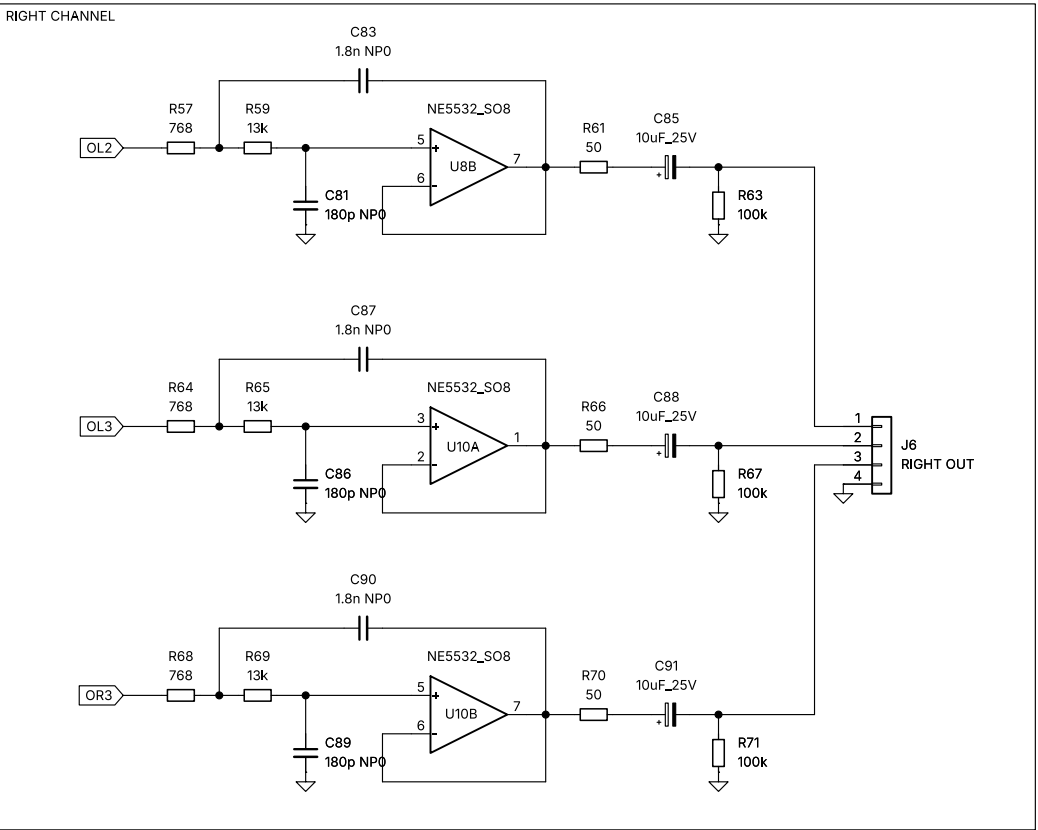 RIGHT CHANNEL
C83
1.8n NP0
R57
768
R59
13k
NE5532_SO8
OL2
5
+
U8B
7
6
-
C81
180p NP0
R61
50
C85
10uF_25V
+
R63
100k
C87
1.8n NP0
R64
768
R65
13k
NE5532_SO8
OL3
3
+
U10A
1
2
-
C86
180p NP0
R66
50
C88
10uF_25V
+
R67
100k
1
2
3
4
J6
RIGHT OUT
C90
1.8n NP0
R68
768
R69
13k
NE5532_SO8
OR3
5
+
U10B
7
6
-
C89
180p NP0
R70
50
C91
10uF_25V
+
R71
100k